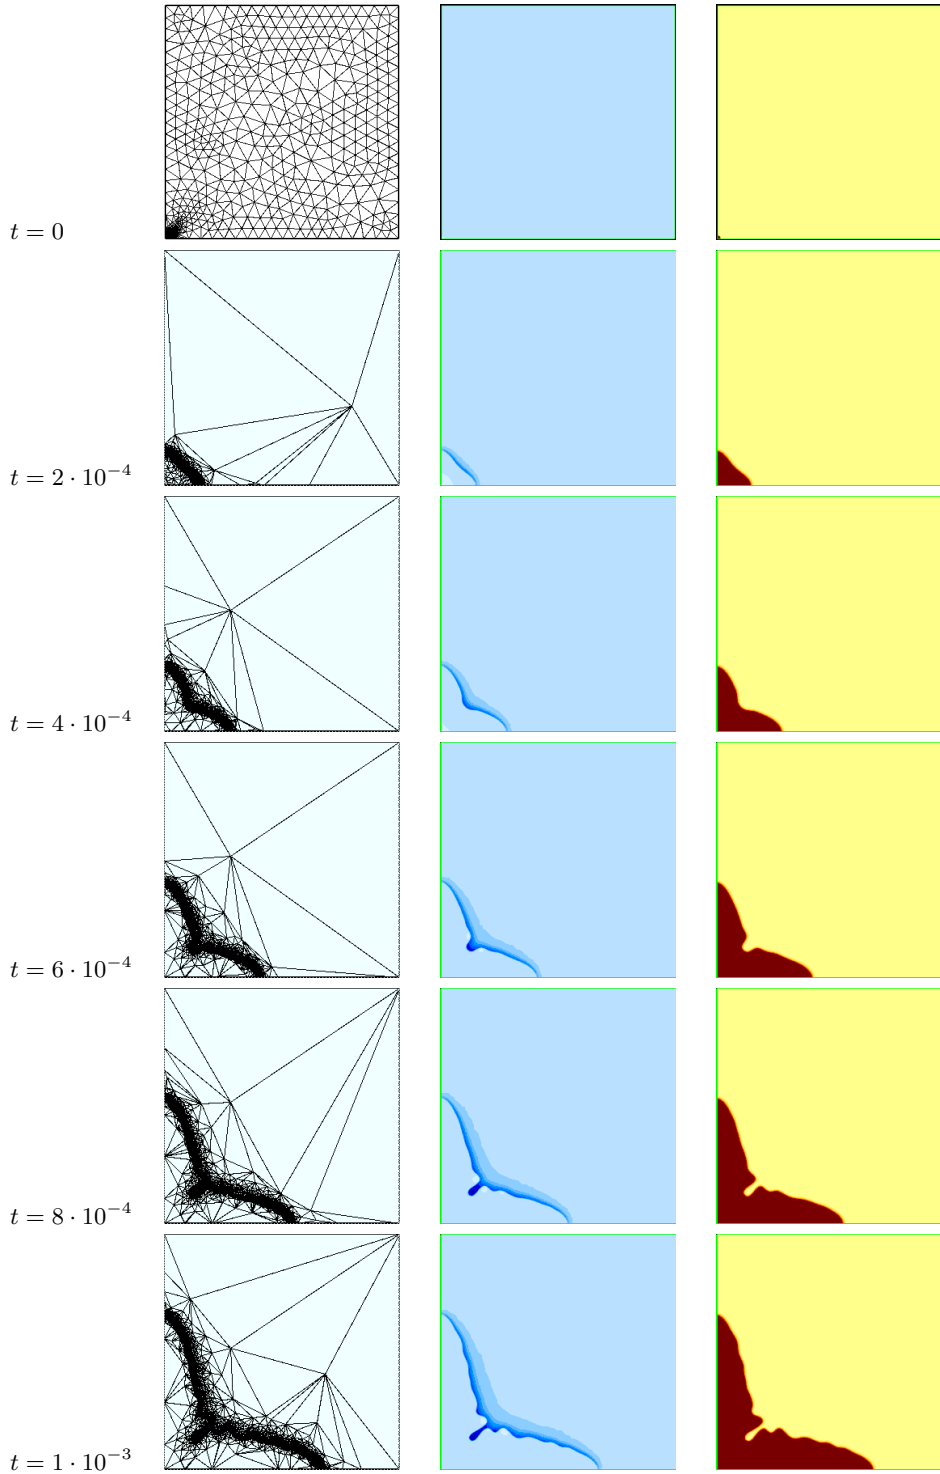 t = 0
t = 2 · 10⁻⁴
t = 4 · 10⁻⁴
t = 6 · 10⁻⁴
t = 8 · 10⁻⁴
t = 1 · 10⁻³